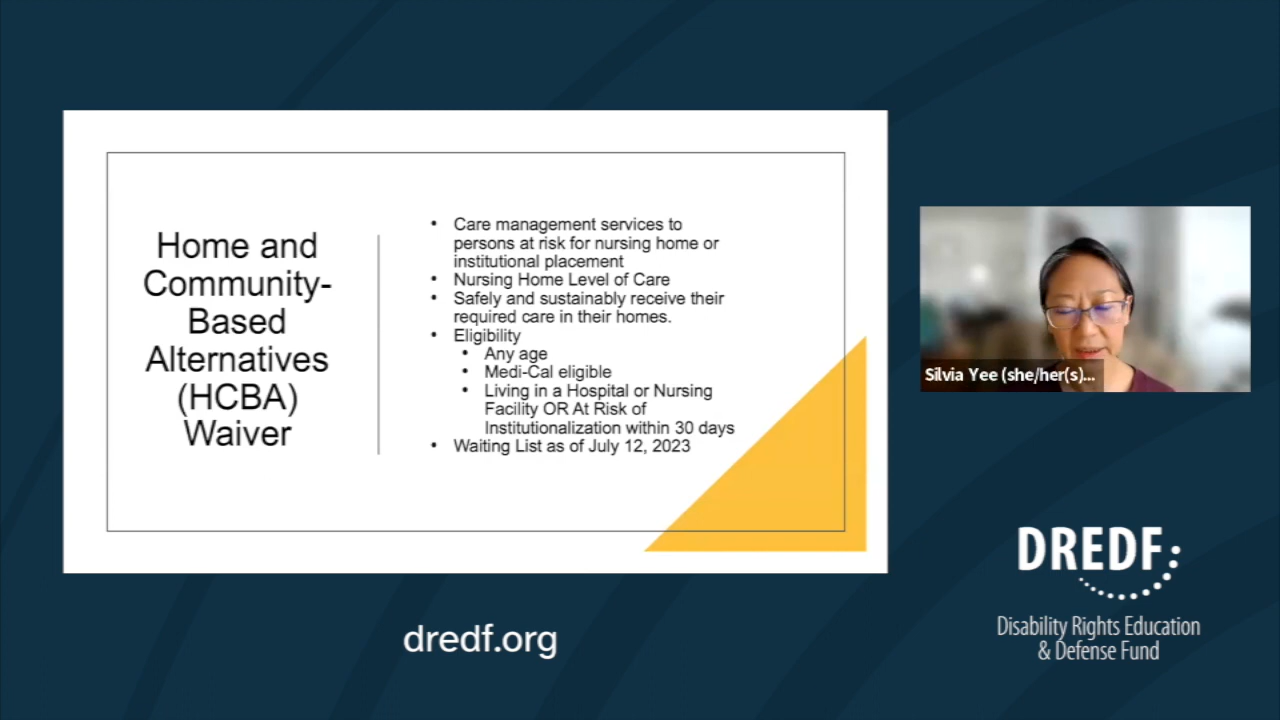 Home and
Community-
Based
Alternatives
(HCBA)
Waiver
• Care management services to
persons at risk for nursing home or
institutional placement
• Nursing Home Level of Care
• Safely and sustainably receive their
required care in their homes.
• Eligibility
• Any age
• Medi-Cal eligible
• Living in a Hospital or Nursing
Facility OR At Risk of
Institutionalization within 30 days
• Waiting List as of July 12, 2023
Silvia Yee (she/her(s)...
DREDF
Disability Rights Education
& Defense Fund
dredf.org